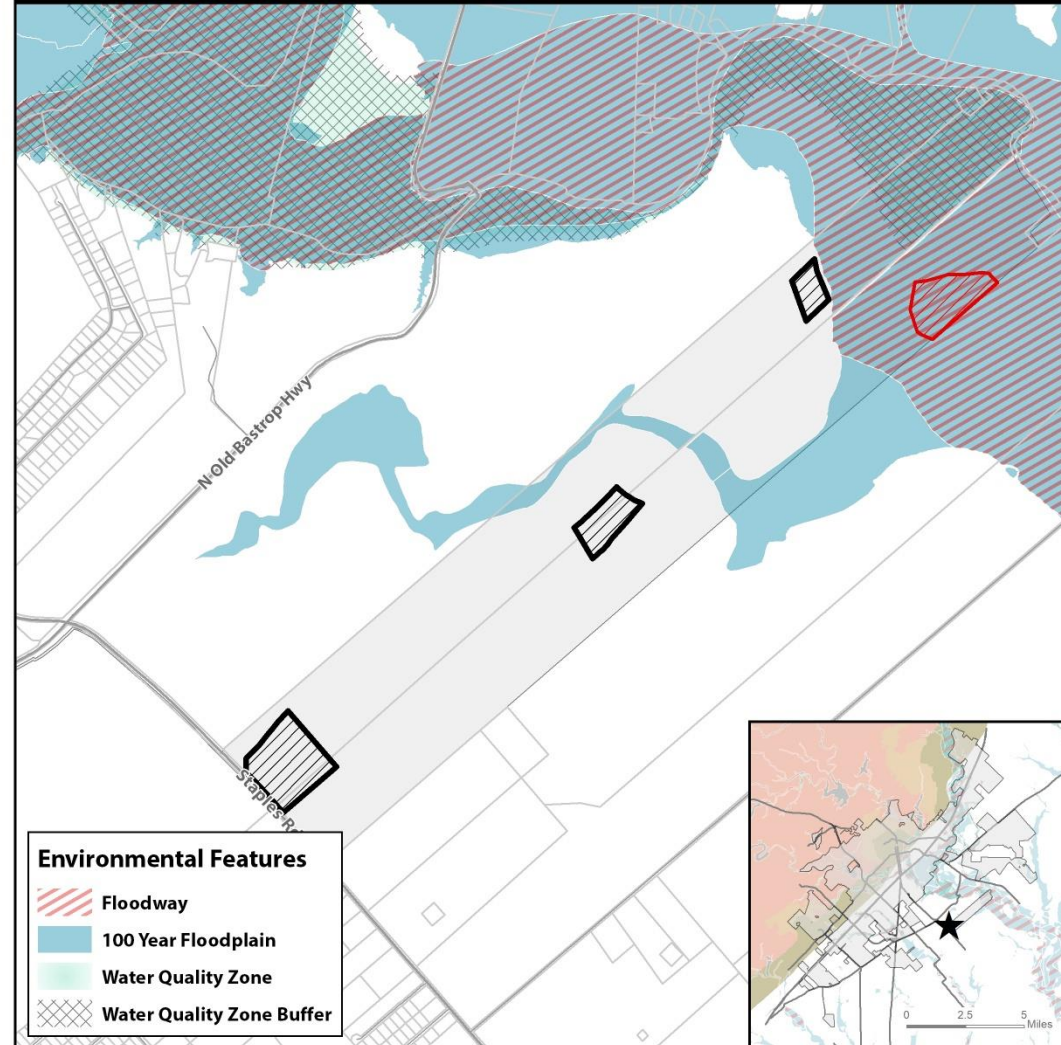 N Old Bastrop Hwy
Staples Rd
Environmental Features
Floodway
100 Year Floodplain
Water Quality Zone
Water Quality Zone Buffer
0 2.5 5
Miles